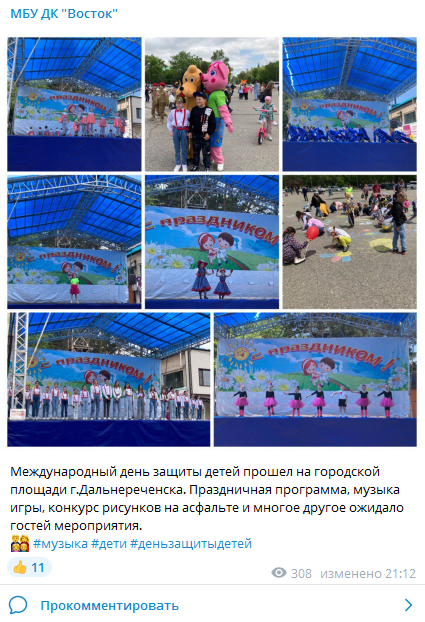 МБУ ДК "Восток"
С ПРАЗДНИКОМ!
С ПРАЗДНИКОМ!
С ПРАЗДНИКОМ
С ПРАЗДНИКОМ!
С ПРАЗДНИКОМ!
Международный день защиты детей прошел на городской
площади г.Дальнереченска. Праздничная программа, музыка
игры, конкурс рисунков на асфальте и многое другое ожидало
гостей мероприятия.
#музыка #дети #деньзащитыдетей
11
308 изменено 21:12
Прокомментировать